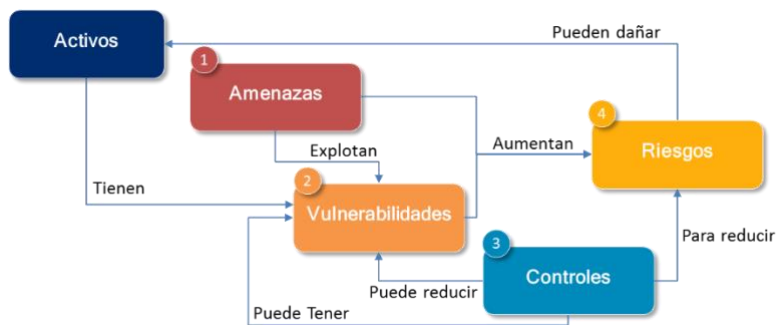 Activos
Pueden dañar
1
Amenazas
4
Explotan
Aumentan
Riesgos
2
Tienen
Vulnerabilidades
3
Para reducir
Controles
Puede reducir
Puede Tener